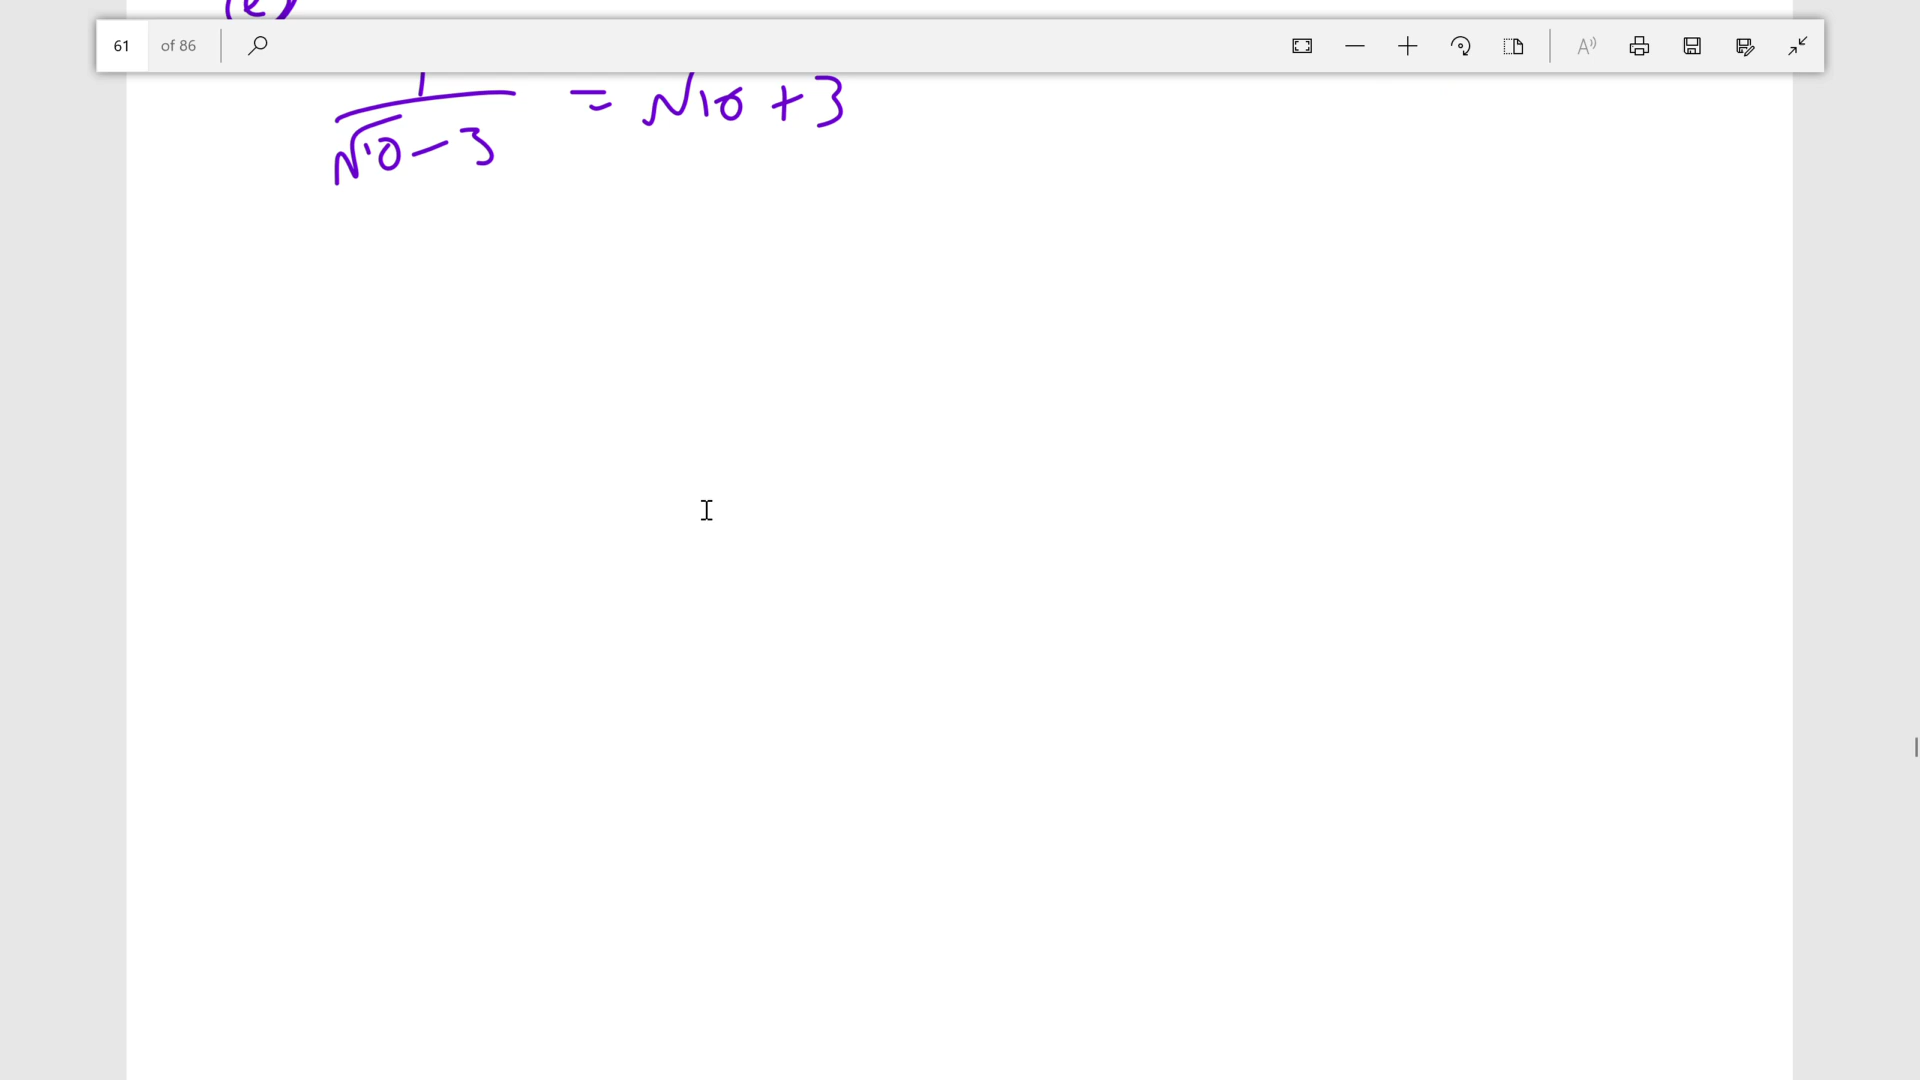 (e)
61 of 86
1/(√10 - 3) = √10 + 3